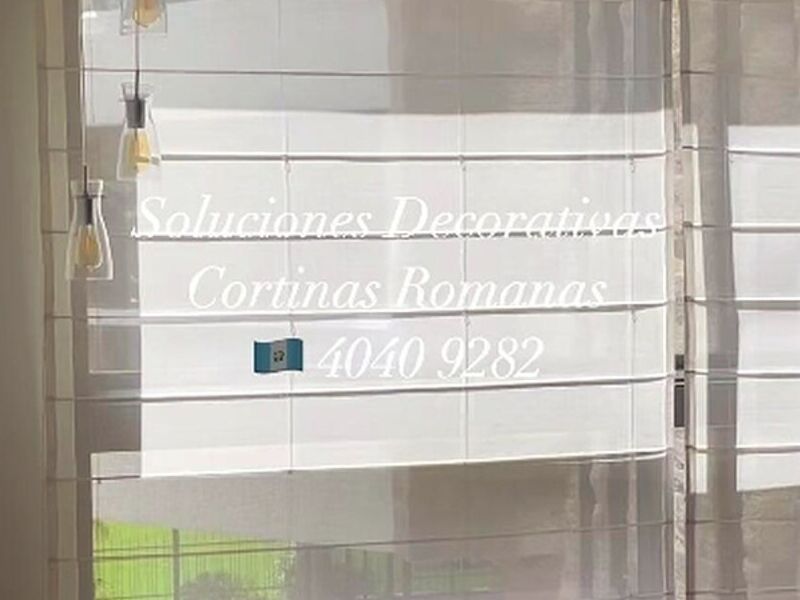 Soluciones Decorativas
Cortinas Romanas
🇬🇹 4040 9282